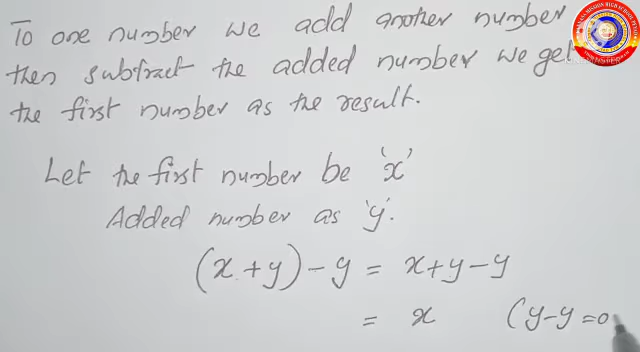 To one number we add another number
then subtract the added number we get
the first number as the result.
Let the first number be 'x'
Added number as 'y'.
(x+y)-y = x+y-y
= x (y-y=0